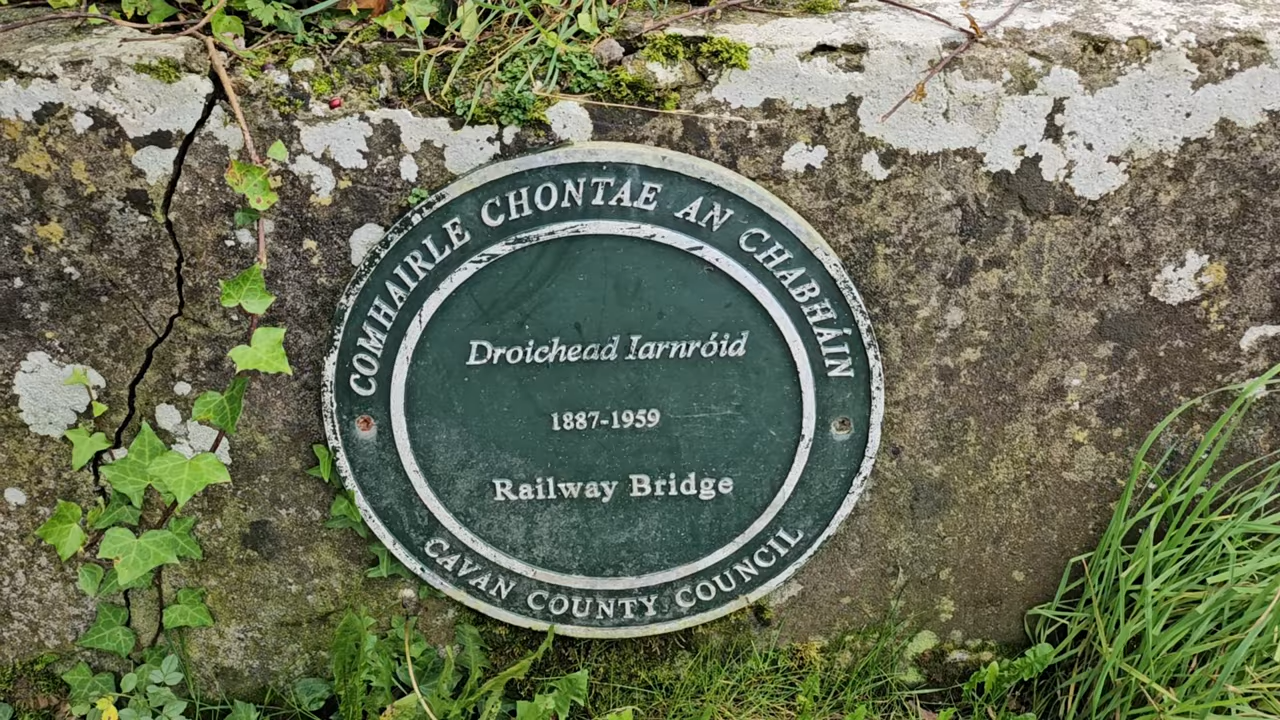 COMHAIRLE CHONTAE AN CHABHÁIN
Droichead Iarnróid
1887-1959
Railway Bridge
CAVAN COUNTY COUNCIL